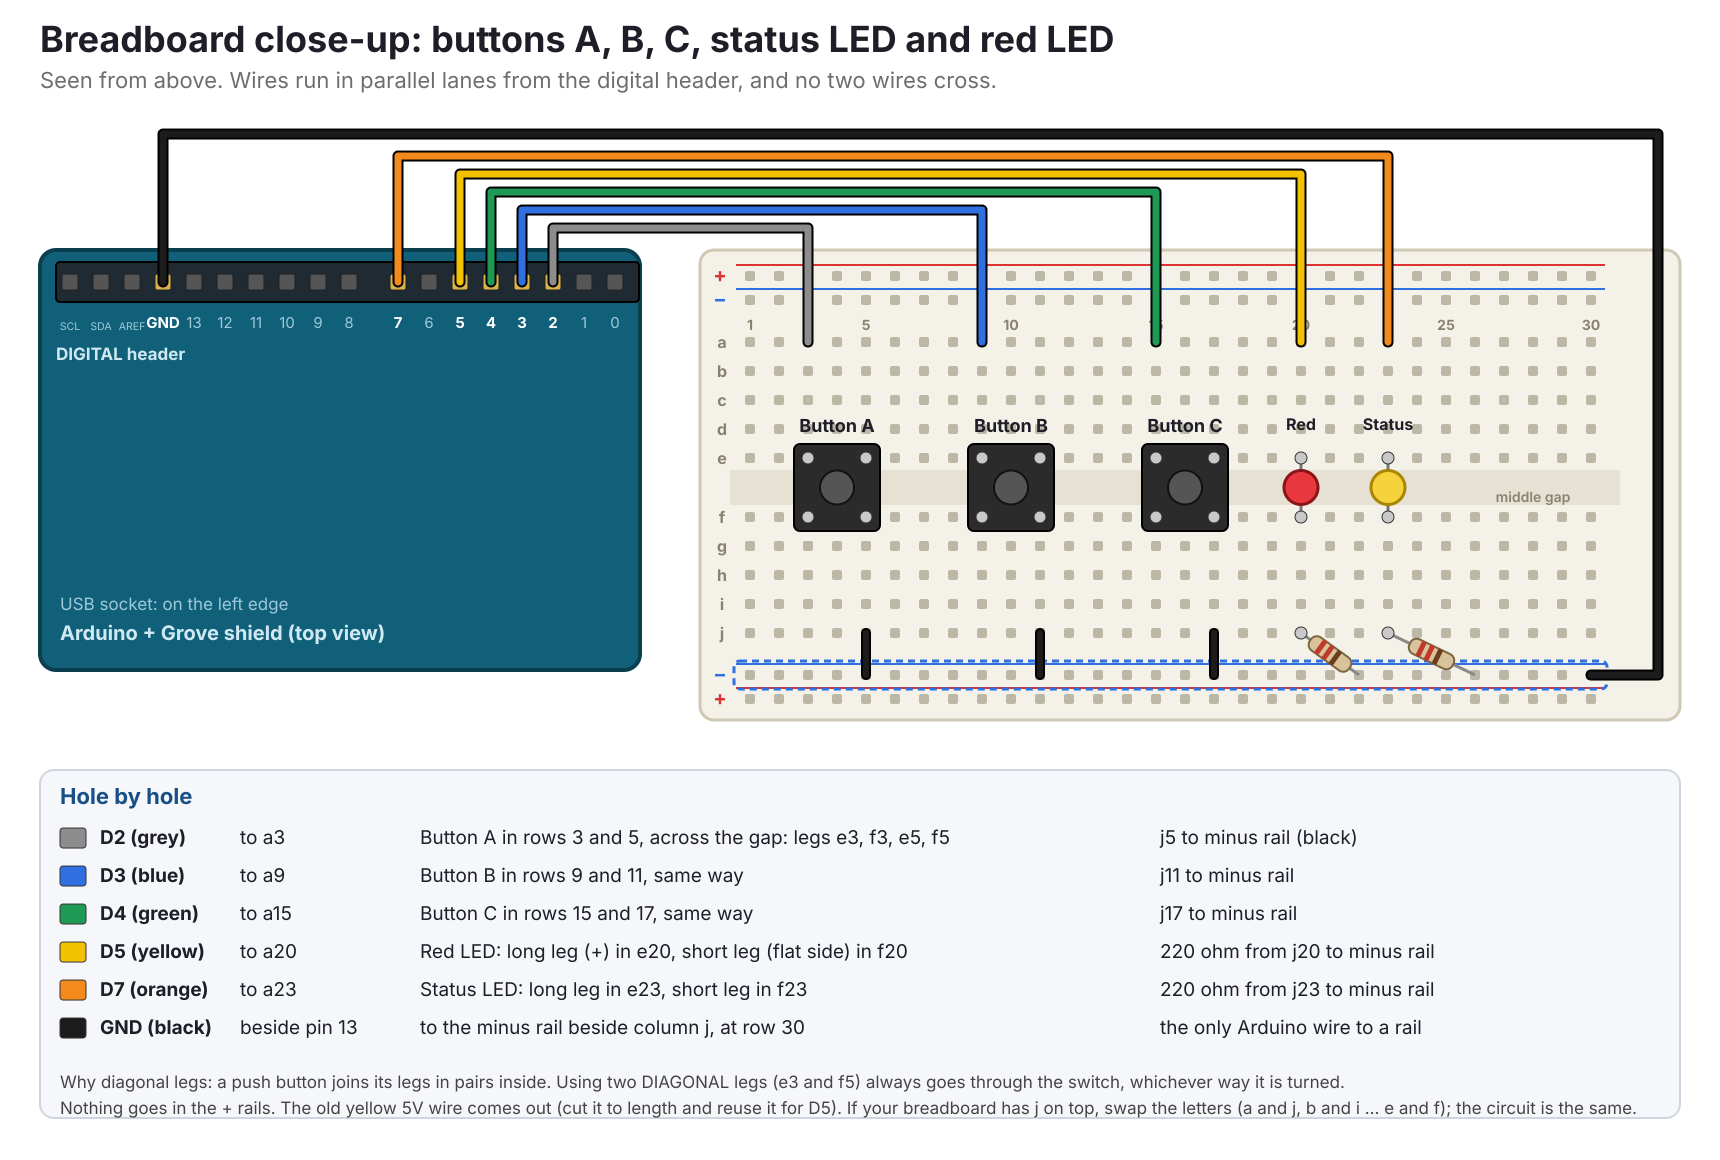 Breadboard close-up: buttons A, B, C, status LED and red LED
Seen from above. Wires run in parallel lanes from the digital header, and no two wires cross.
SCL SDA AREF GND 13 12 11 10 9 8 7 6 5 4 3 2 1 0
DIGITAL header
USB socket: on the left edge
Arduino + Grove shield (top view)
+
−
1 5 10 15 20 25 30
a
b
c
d
Button A Button B Button C Red Status
e
middle gap
f
g
h
i
j
−
+
Hole by hole
D2 (grey) to a3 Button A in rows 3 and 5, across the gap: legs e3, f3, e5, f5 j5 to minus rail (black)
D3 (blue) to a9 Button B in rows 9 and 11, same way j11 to minus rail
D4 (green) to a15 Button C in rows 15 and 17, same way j17 to minus rail
D5 (yellow) to a20 Red LED: long leg (+) in e20, short leg (flat side) in f20 220 ohm from j20 to minus rail
D7 (orange) to a23 Status LED: long leg in e23, short leg in f23 220 ohm from j23 to minus rail
GND (black) beside pin 13 to the minus rail beside column j, at row 30 the only Arduino wire to a rail
Why diagonal legs: a push button joins its legs in pairs inside. Using two DIAGONAL legs (e3 and f5) always goes through the switch, whichever way it is turned.
Nothing goes in the + rails. The old yellow 5V wire comes out (cut it to length and reuse it for D5). If your breadboard has j on top, swap the letters (a and j, b and i ... e and f); the circuit is the same.